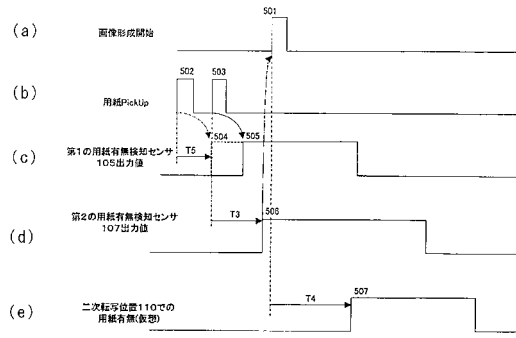 501
(a)
画像形成開始
502
503
(b)
用紙PickUp
504
505
(c)
第1の用紙有無検知センサ
105出力値
T5
506
(d)
第2の用紙有無検知センサ
107出力値
T3
507
(e)
二次転写位置110での
用紙有無(仮想)
T4